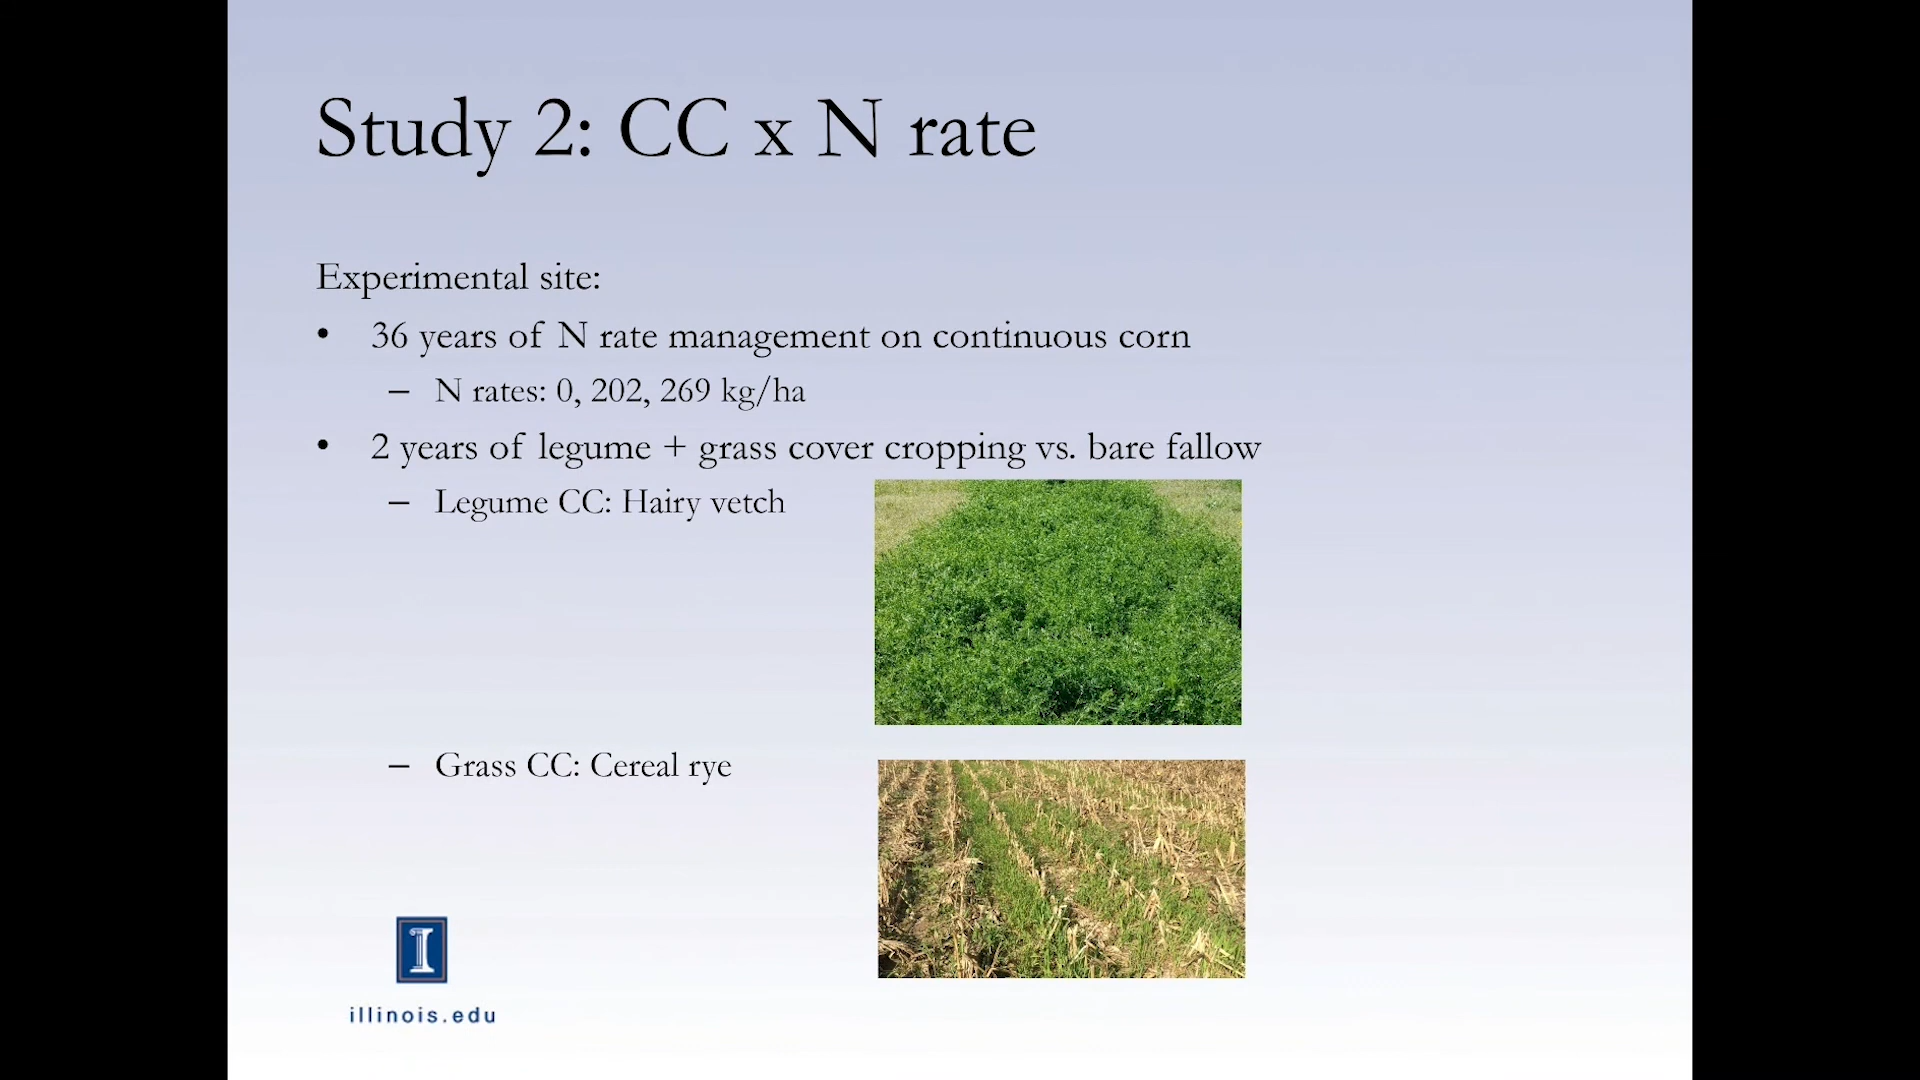 Study 2: CC x N rate
Experimental site:
• 36 years of N rate management on continuous corn
– N rates: 0, 202, 269 kg/ha
• 2 years of legume + grass cover cropping vs. bare fallow
– Legume CC: Hairy vetch
– Grass CC: Cereal rye
I
illinois.edu